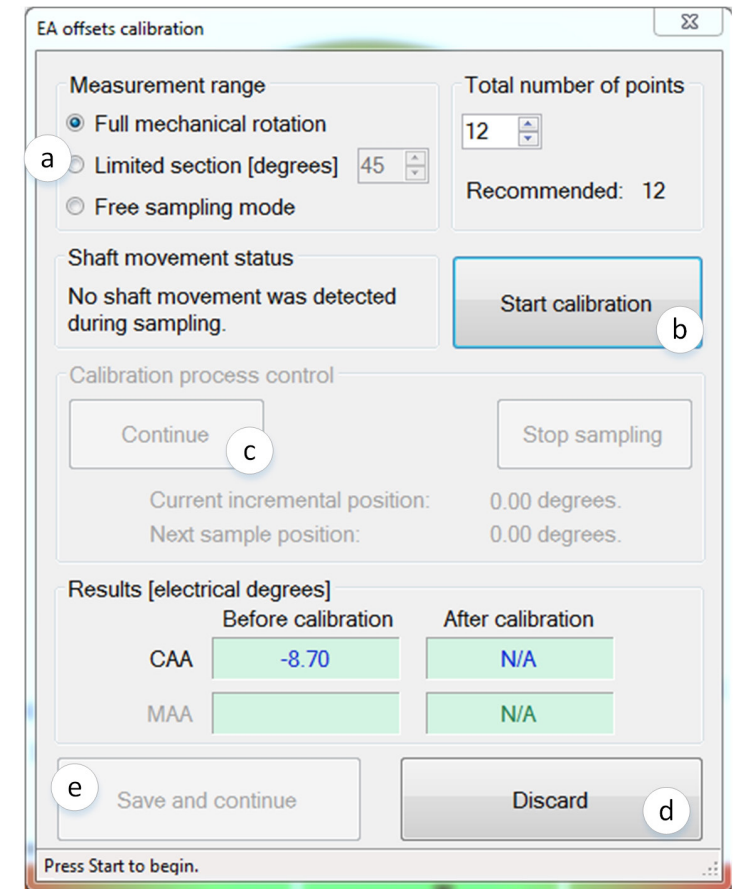 EA offsets calibration
Measurement range
Full mechanical rotation
a
Limited section [degrees] 45
Free sampling mode
Total number of points
12
Recommended: 12
Shaft movement status
No shaft movement was detected
during sampling.
Start calibration
b
Calibration process control
Continue
c
Stop sampling
Current incremental position: 0.00 degrees.
Next sample position: 0.00 degrees.
Results [electrical degrees]
Before calibration After calibration
CAA -8.70 N/A
MAA N/A
e
Save and continue
Discard
d
Press Start to begin.